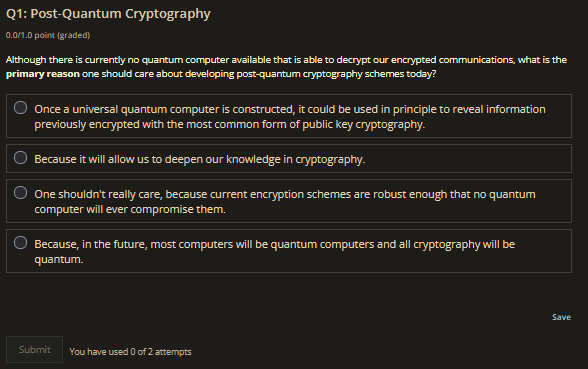 Q1: Post-Quantum Cryptography
0.0/1.0 point (graded)
Although there is currently no quantum computer available that is able to decrypt our encrypted communications, what is the
primary reason one should care about developing post-quantum cryptography schemes today?
Once a universal quantum computer is constructed, it could be used in principle to reveal information
previously encrypted with the most common form of public key cryptography.
Because it will allow us to deepen our knowledge in cryptography.
One shouldn't really care, because current encryption schemes are robust enough that no quantum
computer will ever compromise them.
Because, in the future, most computers will be quantum computers and all cryptography will be
quantum.
Save
Submit You have used 0 of 2 attempts